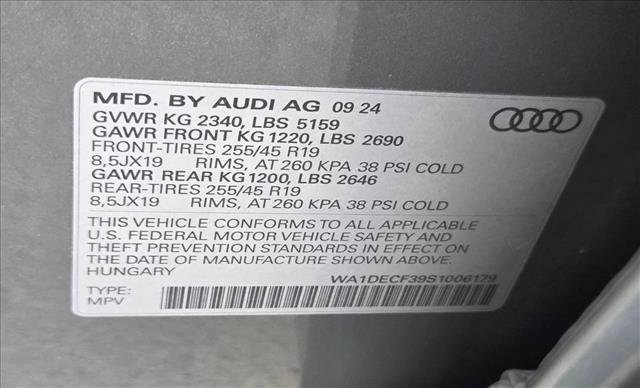 MFD. BY AUDI AG 09 24
GVWR KG 2340, LBS 5159
GAWR FRONT KG 1220, LBS 2690
FRONT-TIRES 255/45 R19
8,5JX19 RIMS, AT 260 KPA 38 PSI COLD
GAWR REAR KG 1200, LBS 2646
REAR-TIRES 255/45 R19
8,5JX19 RIMS, AT 260 KPA 38 PSI COLD
THIS VEHICLE CONFORMS TO ALL APPLICABLE
U.S. FEDERAL MOTOR VEHICLE SAFETY AND
THEFT PREVENTION STANDARDS IN EFFECT ON
THE DATE OF MANUFACTURE SHOWN ABOVE.
HUNGARY WA1DECF39S1006179
TYPE:
MPV